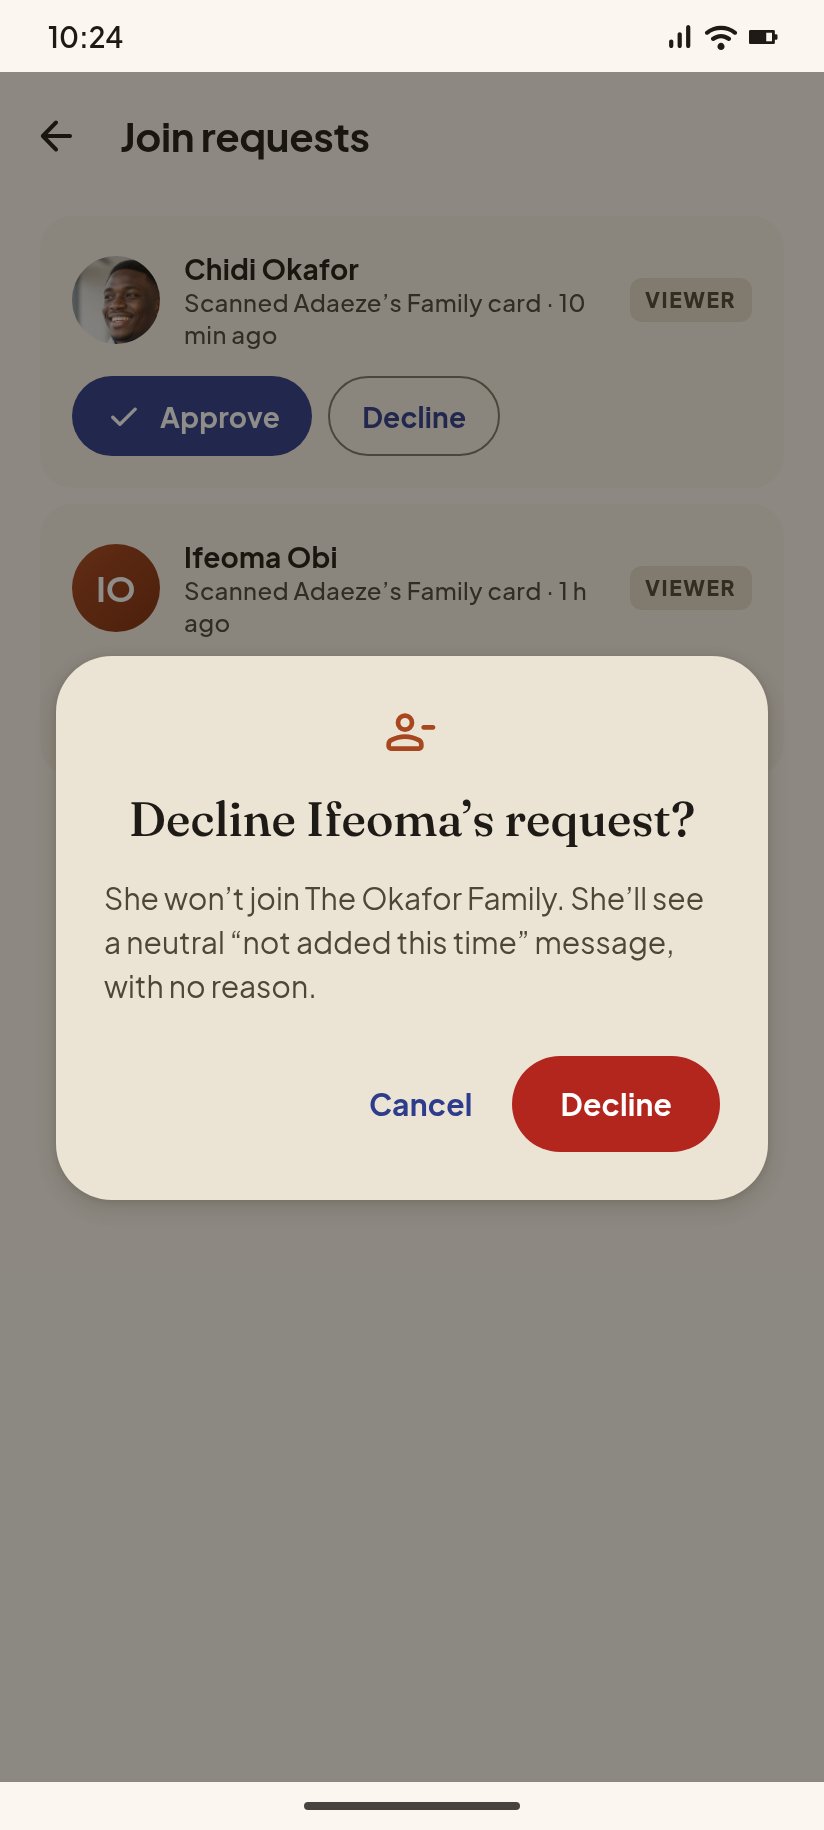 10:24
Join requests
Chidi Okafor
Scanned Adaeze’s Family card · 10
min ago
VIEWER
Approve
Decline
IO
Ifeoma Obi
Scanned Adaeze’s Family card · 1 h
ago
VIEWER
Decline Ifeoma’s request?
She won’t join The Okafor Family. She’ll see
a neutral “not added this time” message,
with no reason.
Cancel
Decline